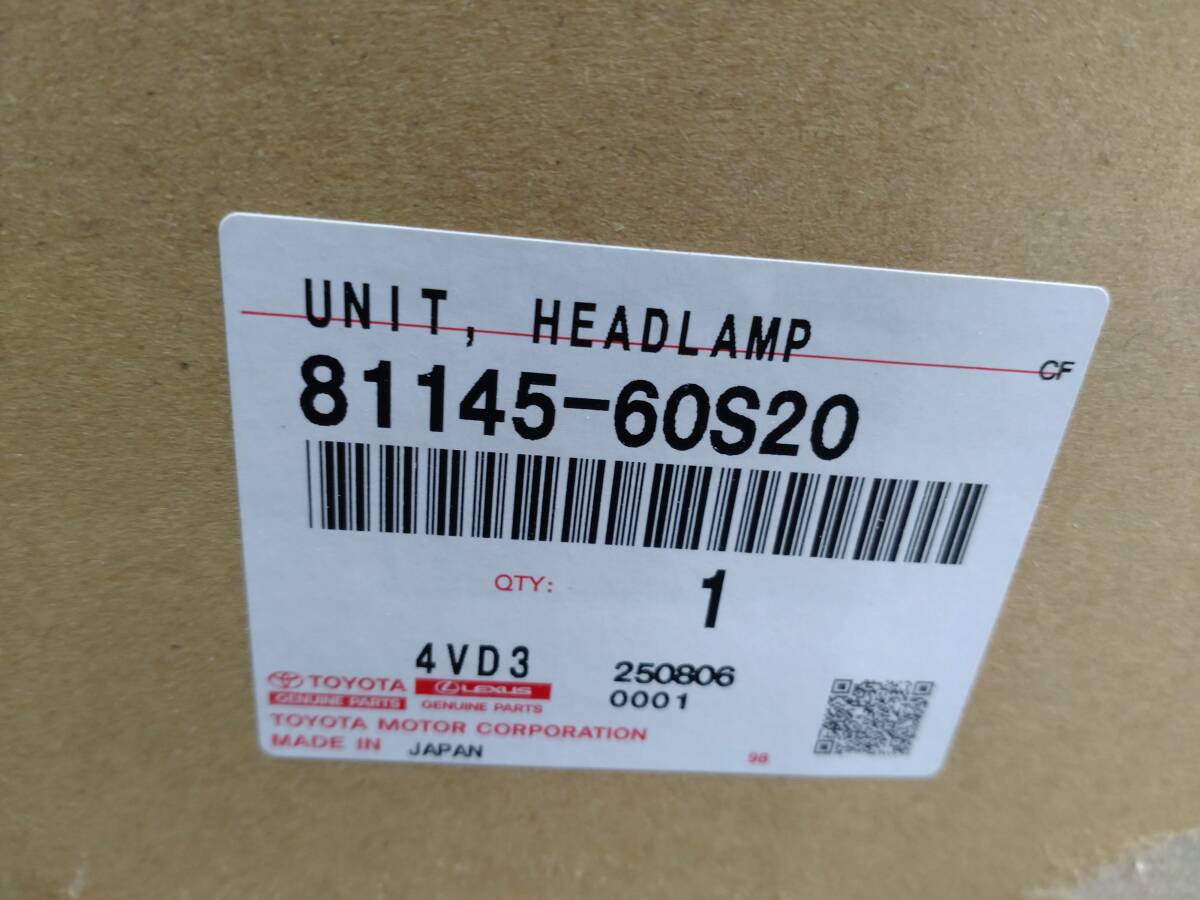 UNIT, HEADLAMP
CF
81145-60S20
QTY: 1
4VD3 250806
TOYOTA LEXUS 0001
GENUINE PARTS GENUINE PARTS
TOYOTA MOTOR CORPORATION
MADE IN JAPAN 98